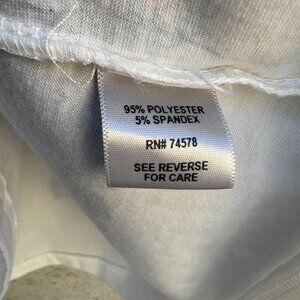 95% POLYESTER
5% SPANDEX
RN# 74578
SEE REVERSE
FOR CARE